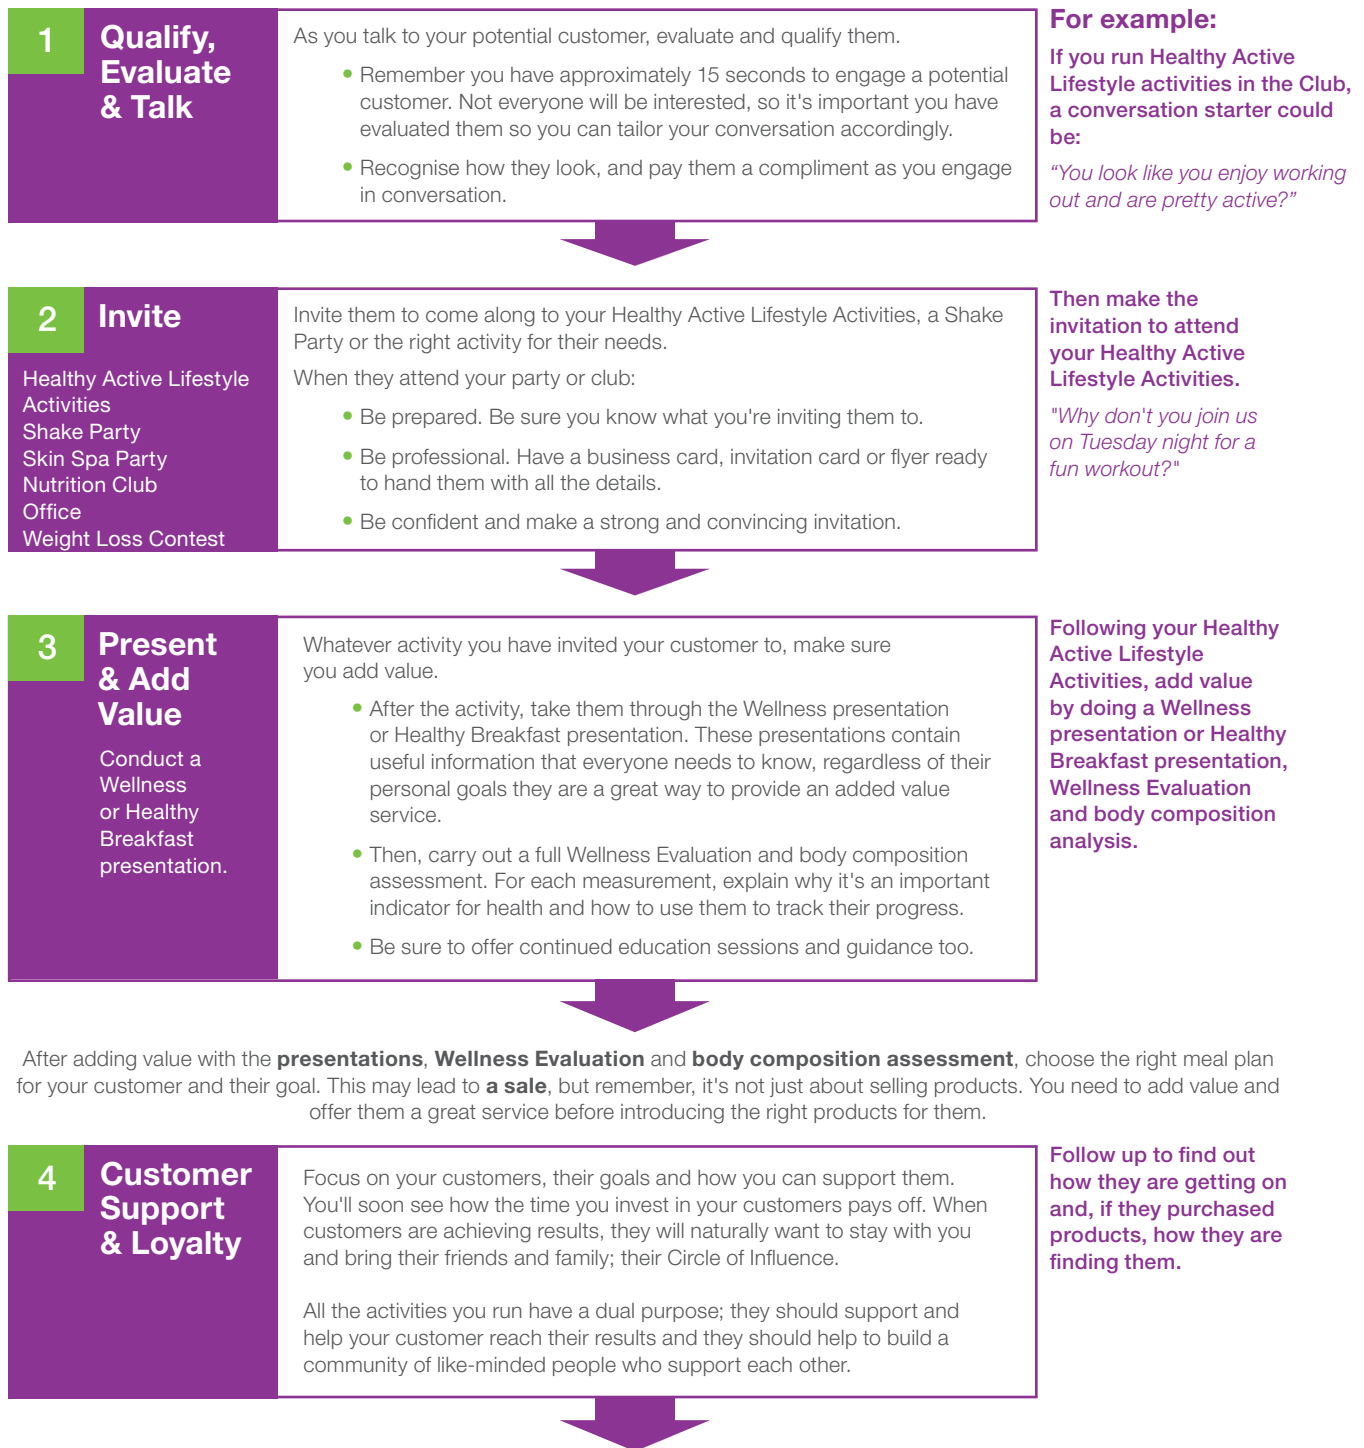 1
Qualify,
Evaluate
& Talk
As you talk to your potential customer, evaluate and qualify them.
• Remember you have approximately 15 seconds to engage a potential
customer. Not everyone will be interested, so it's important you have
evaluated them so you can tailor your conversation accordingly.
• Recognise how they look, and pay them a compliment as you engage
in conversation.
For example:
If you run Healthy Active
Lifestyle activities in the Club,
a conversation starter could
be:
“You look like you enjoy working
out and are pretty active?”
2
Invite
Healthy Active Lifestyle
Activities
Shake Party
Skin Spa Party
Nutrition Club
Office
Weight Loss Contest
Invite them to come along to your Healthy Active Lifestyle Activities, a Shake
Party or the right activity for their needs.
When they attend your party or club:
• Be prepared. Be sure you know what you're inviting them to.
• Be professional. Have a business card, invitation card or flyer ready
to hand them with all the details.
• Be confident and make a strong and convincing invitation.
Then make the
invitation to attend
your Healthy Active
Lifestyle Activities.
"Why don't you join us
on Tuesday night for a
fun workout?"
3
Present
& Add
Value
Conduct a
Wellness
or Healthy
Breakfast
presentation.
Whatever activity you have invited your customer to, make sure
you add value.
• After the activity, take them through the Wellness presentation
or Healthy Breakfast presentation. These presentations contain
useful information that everyone needs to know, regardless of their
personal goals they are a great way to provide an added value
service.
• Then, carry out a full Wellness Evaluation and body composition
assessment. For each measurement, explain why it's an important
indicator for health and how to use them to track their progress.
• Be sure to offer continued education sessions and guidance too.
Following your Healthy
Active Lifestyle
Activities, add value
by doing a Wellness
presentation or Healthy
Breakfast presentation,
Wellness Evaluation
and body composition
analysis.
After adding value with the presentations, Wellness Evaluation and body composition assessment, choose the right meal plan
for your customer and their goal. This may lead to a sale, but remember, it's not just about selling products. You need to add value and
offer them a great service before introducing the right products for them.
4
Customer
Support
& Loyalty
Focus on your customers, their goals and how you can support them.
You'll soon see how the time you invest in your customers pays off. When
customers are achieving results, they will naturally want to stay with you
and bring their friends and family; their Circle of Influence.
All the activities you run have a dual purpose; they should support and
help your customer reach their results and they should help to build a
community of like-minded people who support each other.
Follow up to find out
how they are getting on
and, if they purchased
products, how they are
finding them.